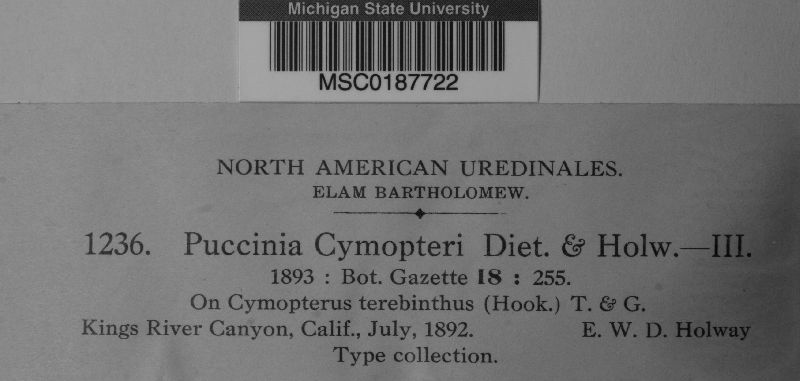 Michigan State University
MSC0187722
NORTH AMERICAN UREDINALES.
ELAM BARTHOLOMEW.
1236. Puccinia Cymopteri Diet. & Holw.—III.
1893 : Bot. Gazette 18 : 255.
On Cymopterus terebinthus (Hook.) T. & G.
Kings River Canyon, Calif., July, 1892. E. W. D. Holway
Type collection.